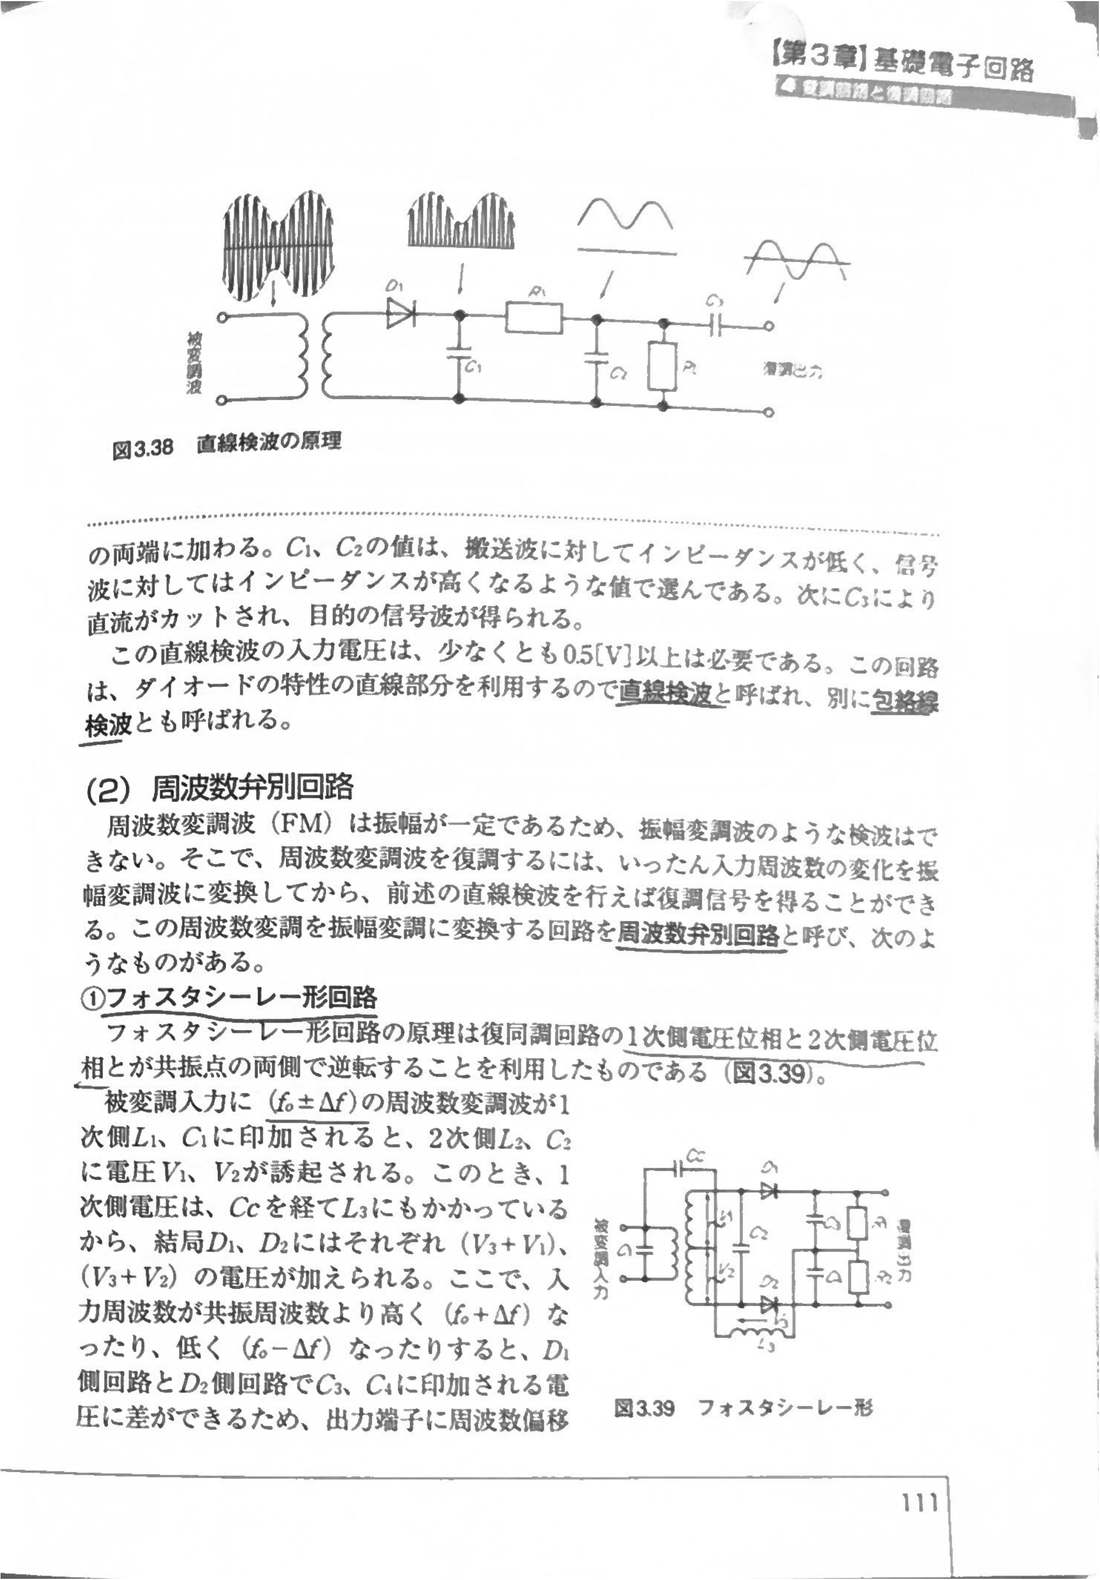 【第3章】基礎電子回路
4 変調回路と復調回路
D1
R1
C3
被変調波
C1
C2
R2
復調出力
図3.38 直線検波の原理
の両端に加わる。C1、C2の値は、搬送波に対してインピーダンスが低く、信号
波に対してはインピーダンスが高くなるような値で選んである。次にC3により
直流がカットされ、目的の信号波が得られる。
この直線検波の入力電圧は、少なくとも0.5[V]以上は必要である。この回路
は、ダイオードの特性の直線部分を利用するので直線検波と呼ばれ、別に包絡線
検波とも呼ばれる。
(2) 周波数弁別回路
周波数変調波（FM）は振幅が一定であるため、振幅変調波のような検波はで
きない。そこで、周波数変調波を復調するには、いったん入力周波数の変化を振
幅変調波に変換してから、前述の直線検波を行えば復調信号を得ることができ
る。この周波数変調を振幅変調に変換する回路を周波数弁別回路と呼び、次のよ
うなものがある。
①フォスタシーレー形回路
フォスタシーレー形回路の原理は復同調回路の1次側電圧位相と2次側電圧位
相とが共振点の両側で逆転することを利用したものである（図3.39）。
被変調入力に（fo±Δf）の周波数変調波が1
次側L1、C1に印加されると、2次側L2、C2
に電圧V1、V2が誘起される。このとき、1
次側電圧は、Ccを経てL3にもかかっている
から、結局D1、D2にはそれぞれ（V3+V1）、
（V3+V2）の電圧が加えられる。ここで、入
力周波数が共振周波数より高く（fo+Δf）な
ったり、低く（fo−Δf）なったりすると、D1
側回路とD2側回路でC3、C4に印加される電
圧に差ができるため、出力端子に周波数偏移
Cc
D1
被変調入力
C1
V1
C2
C3
R1
復調出力
V2
D2
C4
R2
V3
L3
図3.39 フォスタシーレー形
111